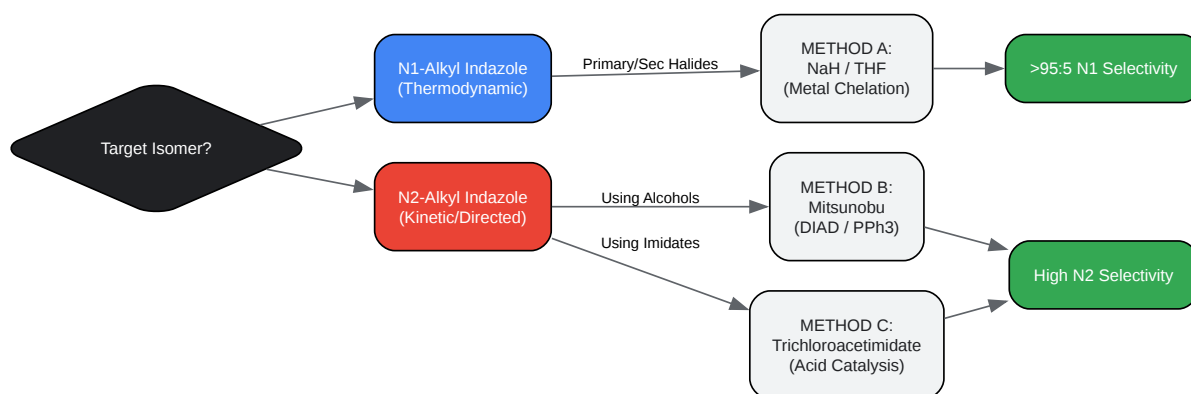 Target Isomer?
N1-Alkyl Indazole
(Thermodynamic)
Primary/Sec Halides
METHOD A:
NaH / THF
(Metal Chelation)
>95:5 N1 Selectivity
N2-Alkyl Indazole
(Kinetic/Directed)
Using Alcohols
METHOD B:
Mitsunobu
(DIAD / PPh3)
Using Imidates
METHOD C:
Trichloroacetimidate
(Acid Catalysis)
High N2 Selectivity